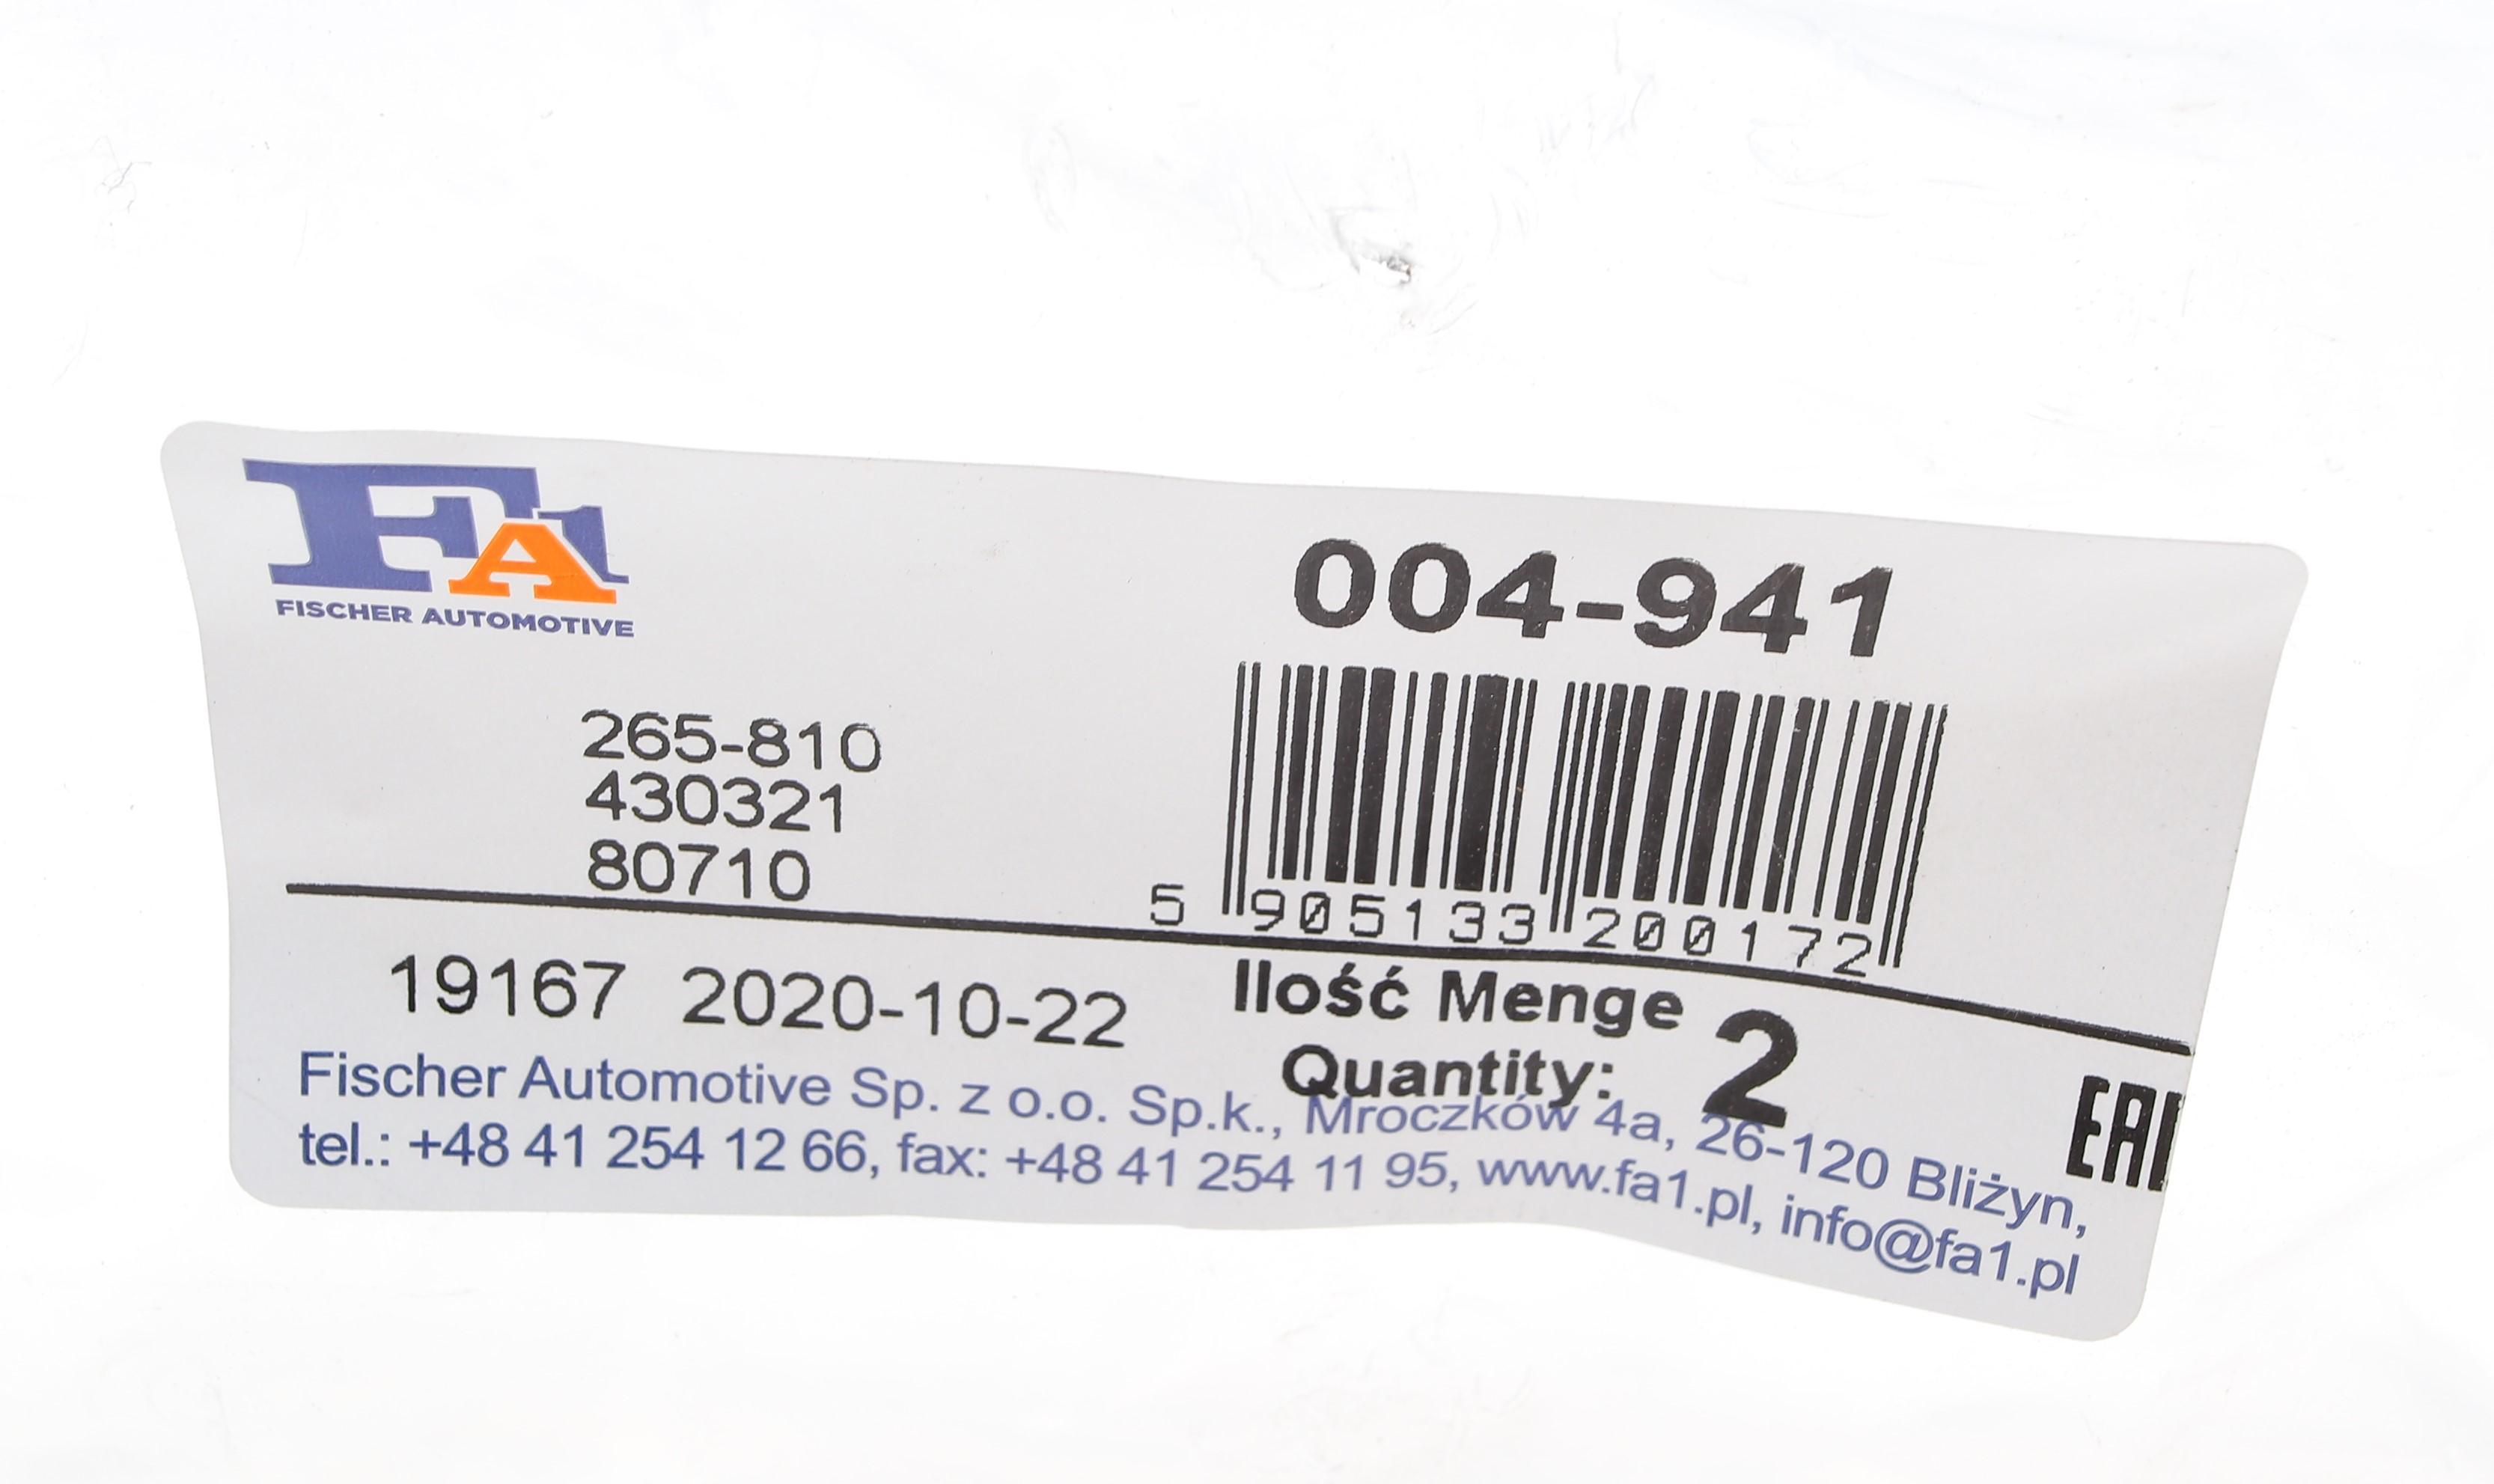 FA1
FISCHER AUTOMOTIVE
004-941
265-810
430321
80710
5 905133 200172
19167 2020-10-22
Ilość Menge
Quantity: 2
EAC
Fischer Automotive Sp. z o.o. Sp.k., Mroczków 4a, 26-120 Bliżyn,
tel.: +48 41 254 12 66, fax: +48 41 254 11 95, www.fa1.pl, info@fa1.pl